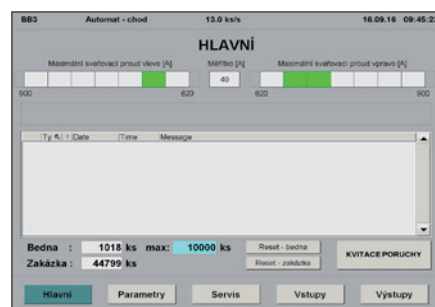 BB3 Automat - chod 13.0 ks/s 16.09.16 09:45:22
HLAVNÍ
Maximální svařovací proud vlevo [A] Měřítko [A] Maximální svařovací proud vpravo [A]
40
900 620 620 900
Date Time Message
Bedna : 1018 ks max: 10000 ks Reset - bedna
KVITACE PORUCHY
Zakázka : 44799 ks Reset - zakázka
Hlavní Parametry Servis Vstupy Výstupy